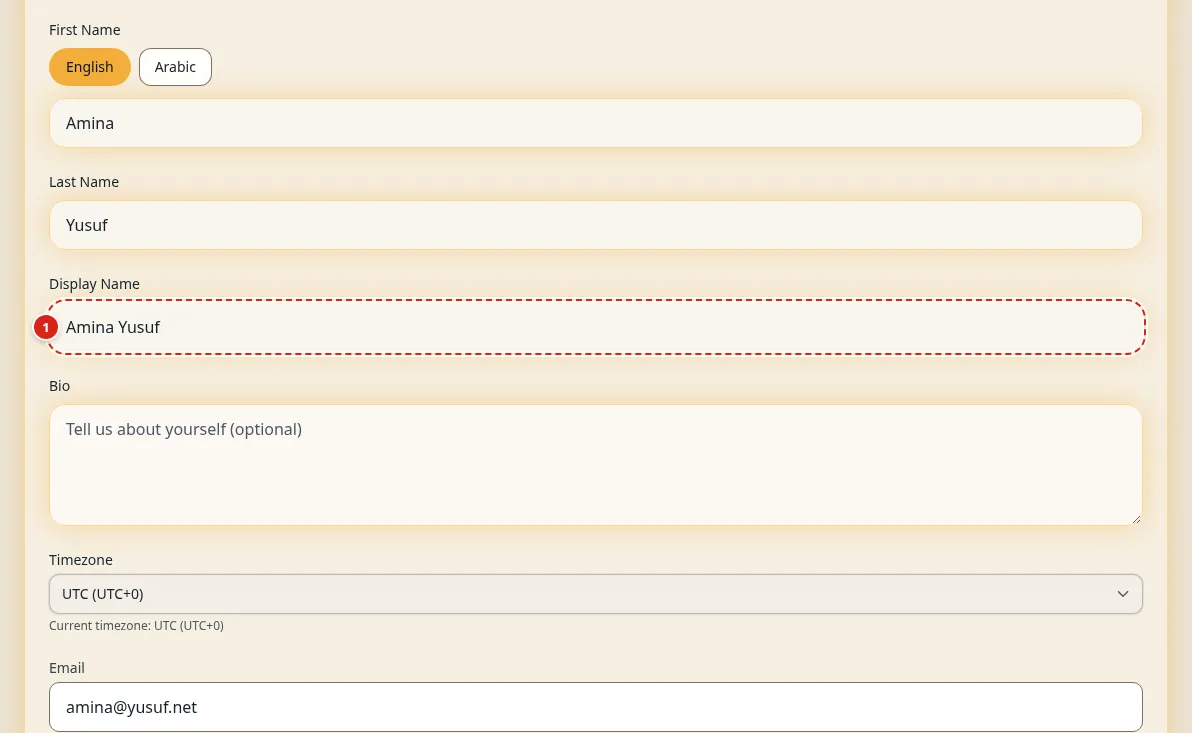 First Name
English Arabic
Amina
Last Name
Yusuf
Display Name
1 Amina Yusuf
Bio
Tell us about yourself (optional)
Timezone
UTC (UTC+0)
Current timezone: UTC (UTC+0)
Email
amina@yusuf.net